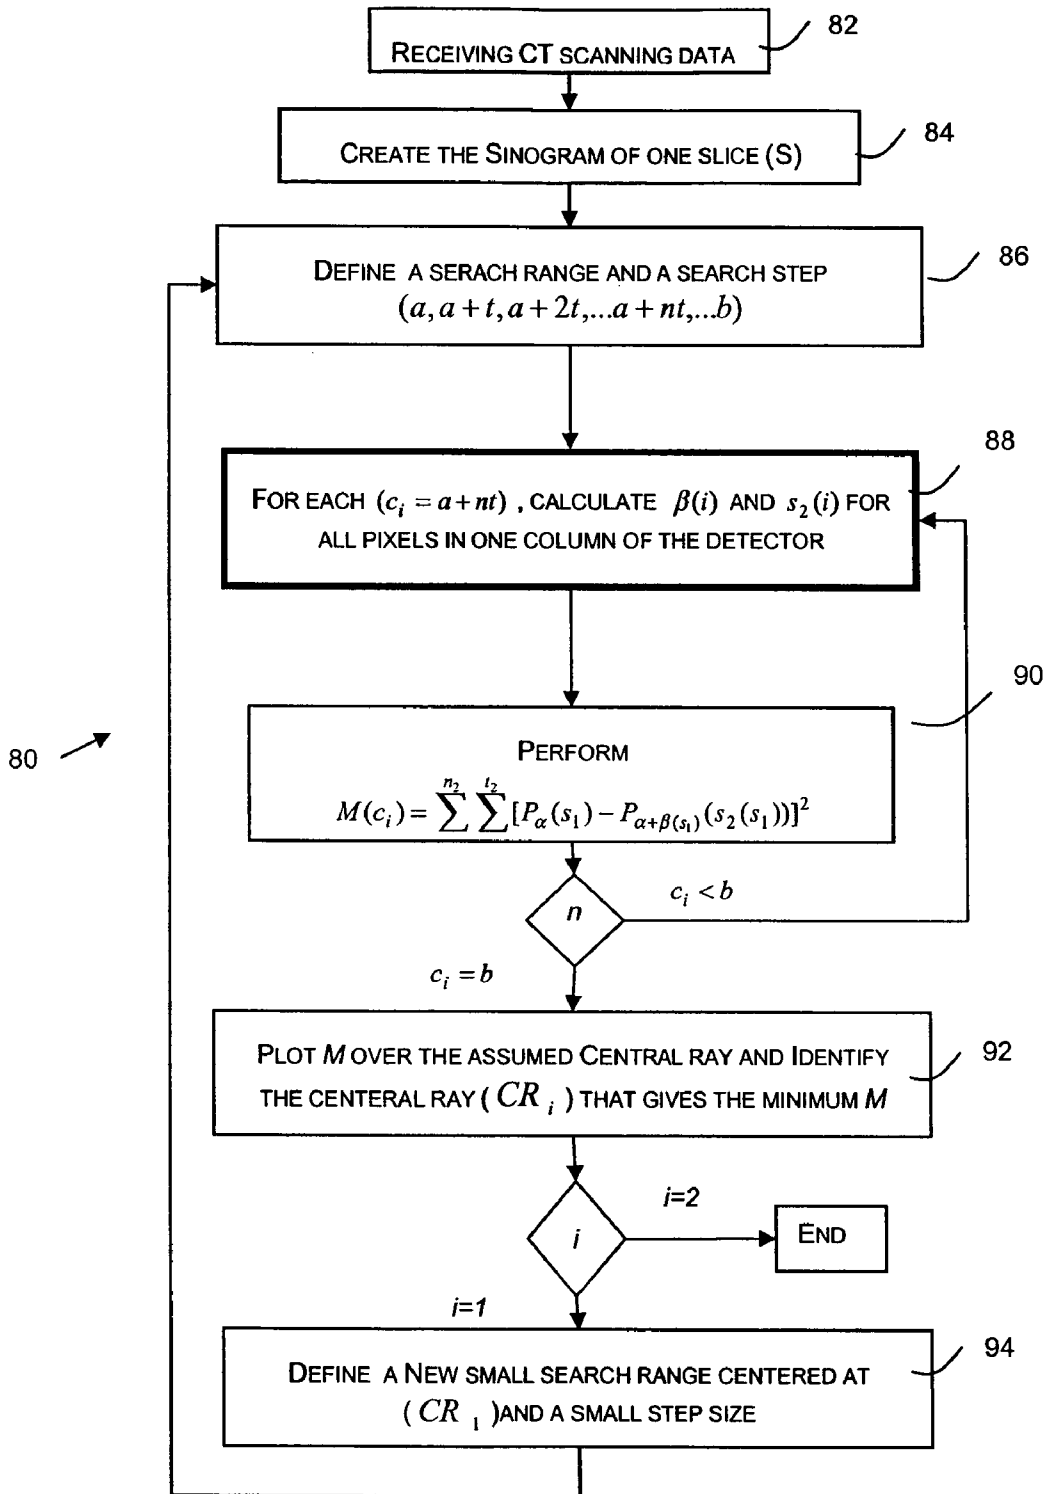 82
RECEIVING CT SCANNING DATA
84
CREATE THE SINOGRAM OF ONE SLICE (S)
86
DEFINE A SERACH RANGE AND A SEARCH STEP
(a, a + t, a + 2t, ...a + nt, ...b)
88
FOR EACH (c_i = a + nt) , CALCULATE β(i) AND s_2(i) FOR
ALL PIXELS IN ONE COLUMN OF THE DETECTOR
90
80
PERFORM
M(c_i) = ∑^{n_2} ∑^{t_2} [P_α(s_1) − P_{α+β(s_1)}(s_2(s_1))]^2
n
c_i < b
c_i = b
92
PLOT M OVER THE ASSUMED CENTRAL RAY AND IDENTIFY
THE CENTERAL RAY ( CR_i ) THAT GIVES THE MINIMUM M
i
i=2
END
i=1
94
DEFINE A NEW SMALL SEARCH RANGE CENTERED AT
( CR_1 )AND A SMALL STEP SIZE